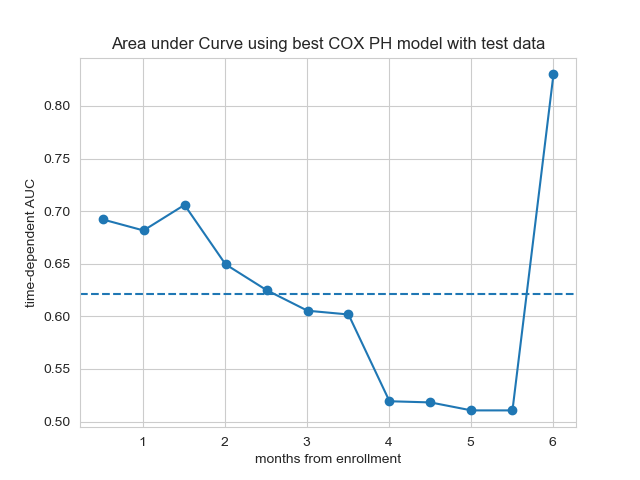 Area under Curve using best COX PH model with test data
time-dependent AUC
0.80
0.75
0.70
0.65
0.60
0.55
0.50
1 2 3 4 5 6
months from enrollment